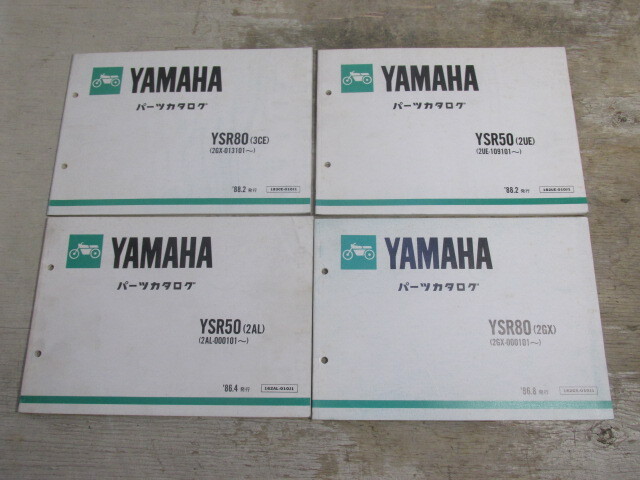 YAMAHA
パーツカタログ
YSR80(3CE)
(2GX-013101〜)
'88.2 発行
YAMAHA
パーツカタログ
YSR50(2UE)
(2UE-109101〜)
'88.2 発行
YAMAHA
パーツカタログ
YSR50(2AL)
(2AL-000101〜)
'86.4 発行
YAMAHA
パーツカタログ
YSR80(2GX)
(2GX-000101〜)
'86.8 発行